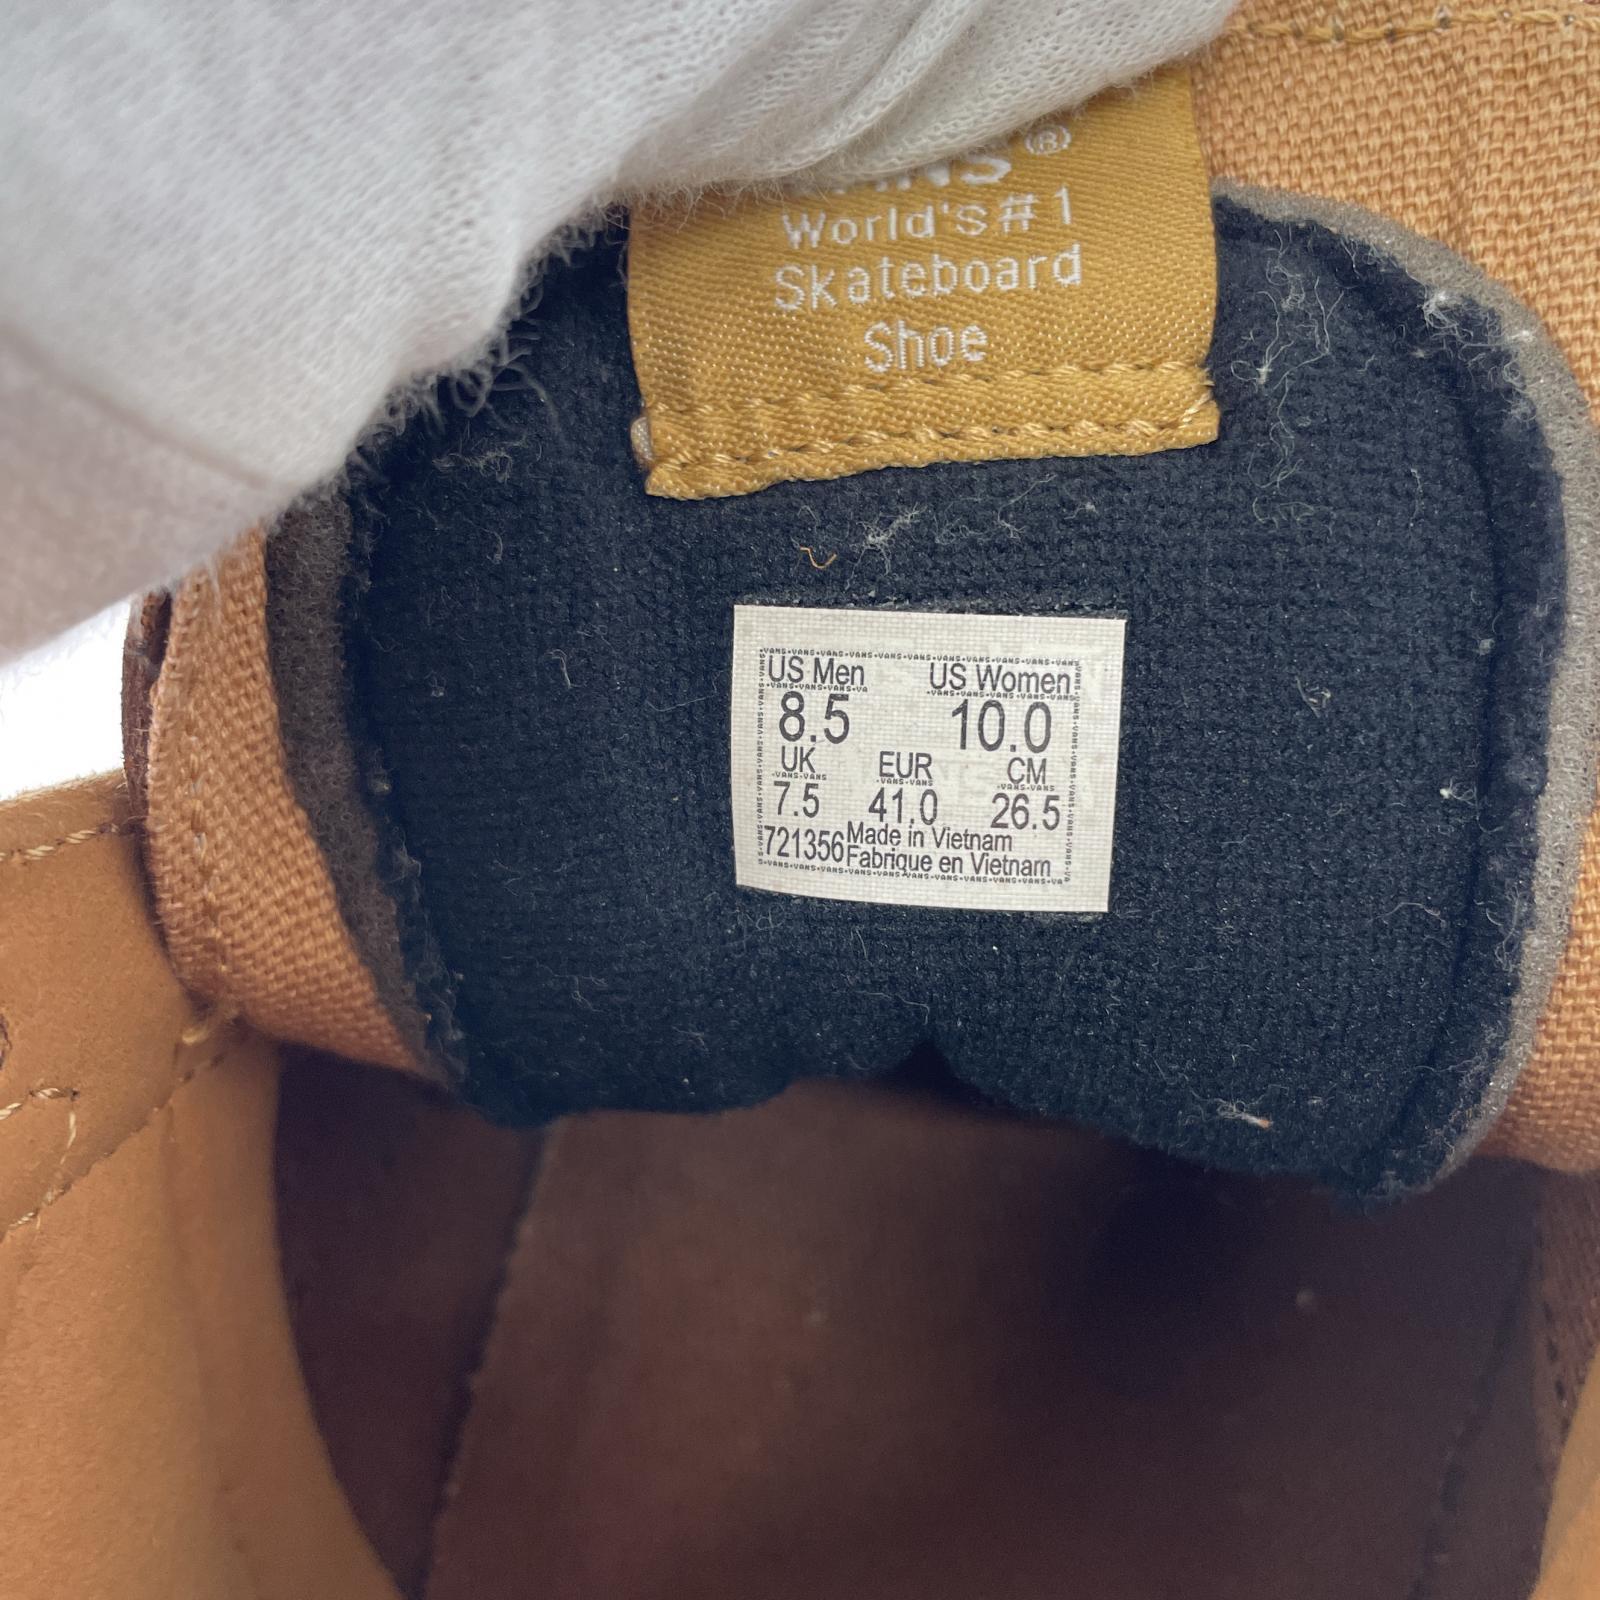 VANS®
World's #1
Skateboard
Shoe
US Men US Women
8.5 10.0
UK EUR CM
7.5 41.0 26.5
721356 Made in Vietnam
Fabrique en Vietnam